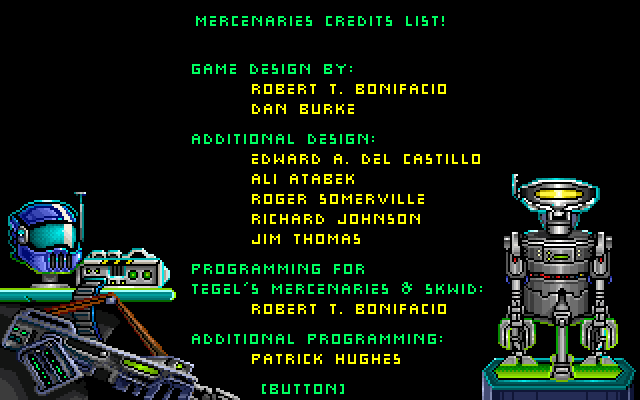 MERCENARIES CREDITS LIST!
GAME DESIGN BY:
ROBERT T. BONIFACIO
DAN BURKE
ADDITIONAL DESIGN:
EDWARD A. DEL CASTILLO
ALI ATABEK
ROGER SOMERVILLE
RICHARD JOHNSON
JIM THOMAS
PROGRAMMING FOR
TEGEL'S MERCENARIES & SKWID:
ROBERT T. BONIFACIO
ADDITIONAL PROGRAMMING:
PATRICK HUGHES
[BUTTON]